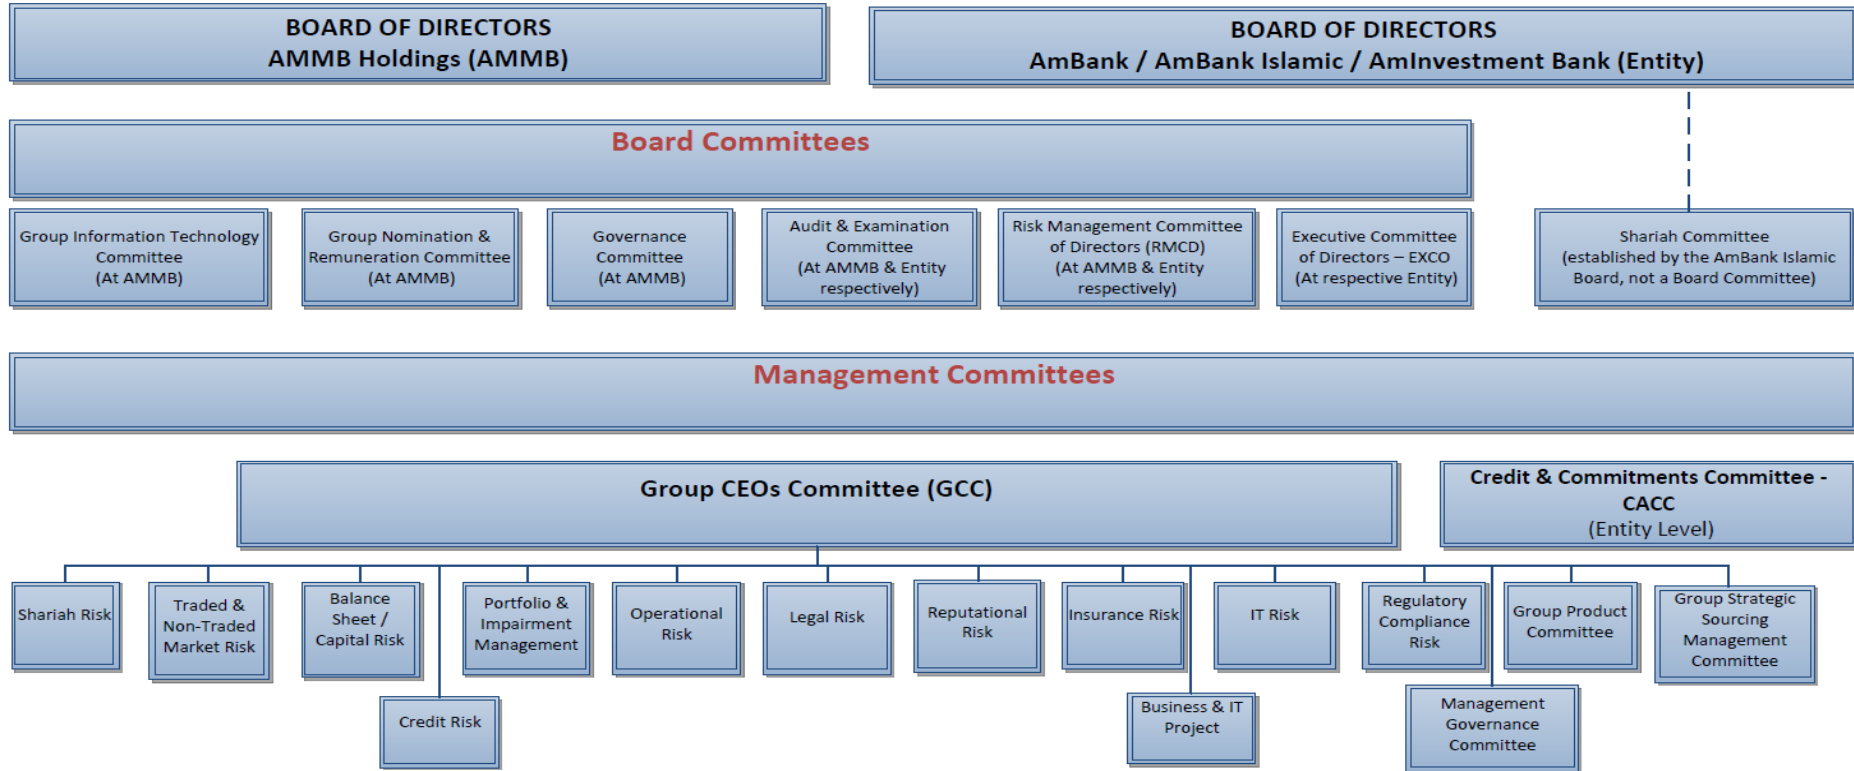 BOARD OF DIRECTORS
AMMB Holdings (AMMB)
BOARD OF DIRECTORS
AmBank / AmBank Islamic / AmInvestment Bank (Entity)
Board Committees
Group Information Technology
Committee
(At AMMB)
Group Nomination &
Remuneration Committee
(At AMMB)
Governance
Committee
(At AMMB)
Audit & Examination
Committee
(At AMMB & Entity
respectively)
Risk Management Committee
of Directors (RMCD)
(At AMMB & Entity
respectively)
Executive Committee
of Directors – EXCO
(At respective Entity)
Shariah Committee
(established by the AmBank Islamic
Board, not a Board Committee)
Management Committees
Group CEOs Committee (GCC)
Credit & Commitments Committee -
CACC
(Entity Level)
Shariah Risk
Traded &
Non-Traded
Market Risk
Balance
Sheet /
Capital Risk
Portfolio &
Impairment
Management
Operational
Risk
Legal Risk
Reputational
Risk
Insurance Risk
IT Risk
Regulatory
Compliance
Risk
Group Product
Committee
Group Strategic
Sourcing
Management
Committee
Credit Risk
Business & IT
Project
Management
Governance
Committee